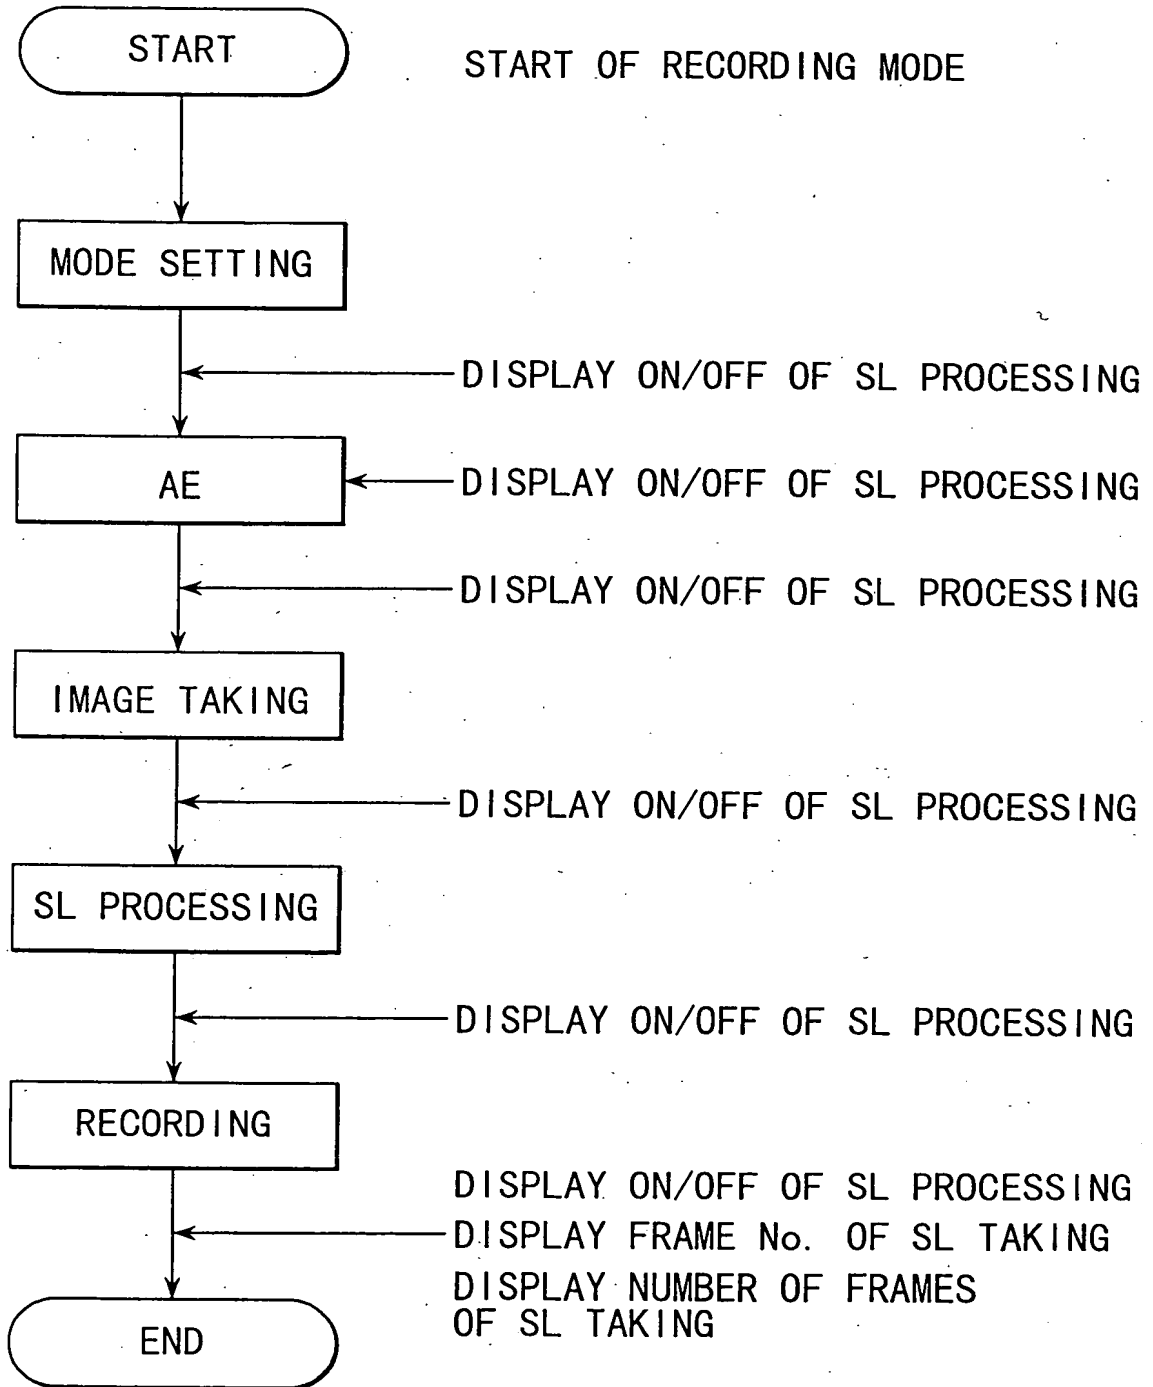 START
START OF RECORDING MODE
MODE SETTING
DISPLAY ON/OFF OF SL PROCESSING
AE
DISPLAY ON/OFF OF SL PROCESSING
DISPLAY ON/OFF OF SL PROCESSING
IMAGE TAKING
DISPLAY ON/OFF OF SL PROCESSING
SL PROCESSING
DISPLAY ON/OFF OF SL PROCESSING
RECORDING
DISPLAY ON/OFF OF SL PROCESSING
DISPLAY FRAME No. OF SL TAKING
DISPLAY NUMBER OF FRAMES
OF SL TAKING
END